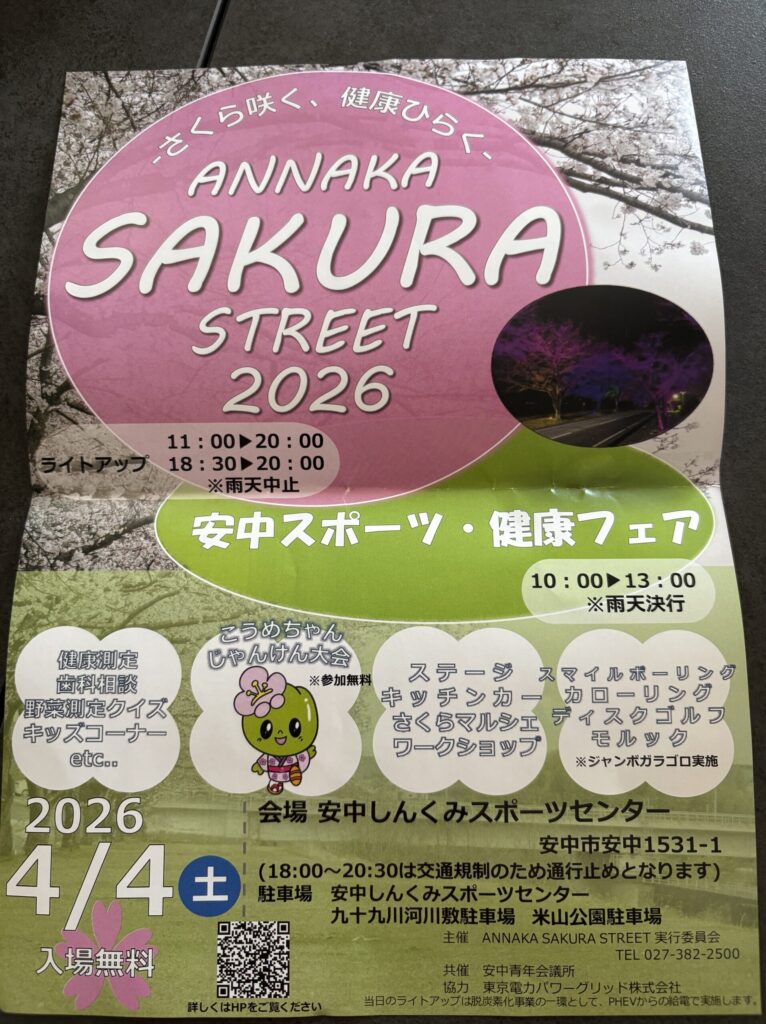 -さくら咲く、健康ひらく-
ANNAKA
SAKURA
STREET
2026
11：00▶20：00
ライトアップ 18：30▶20：00
※雨天中止
安中スポーツ・健康フェア
10：00▶13：00
※雨天決行
健康測定
歯科相談
野菜測定クイズ
キッズコーナー
etc..
こうめちゃん
じゃんけん大会
※参加無料
ステージ
キッチンカー
さくらマルシェ
ワークショップ
スマイルボーリング
カローリング
ディスクゴルフ
モルック
※ジャンボガラゴロ実施
2026
4/4 土
入場無料
会場 安中しんくみスポーツセンター
安中市安中1531-1
(18:00～20:30は交通規制のため通行止めとなります)
駐車場 安中しんくみスポーツセンター
九十九川河川敷駐車場 米山公園駐車場
主催 ANNAKA SAKURA STREET 実行委員会
TEL 027-382-2500
共催 安中青年会議所
協力 東京電力パワーグリッド株式会社
詳しくはHPをご覧ください
当日のライトアップは脱炭素化事業の一環として、PHEVからの給電で実施します。